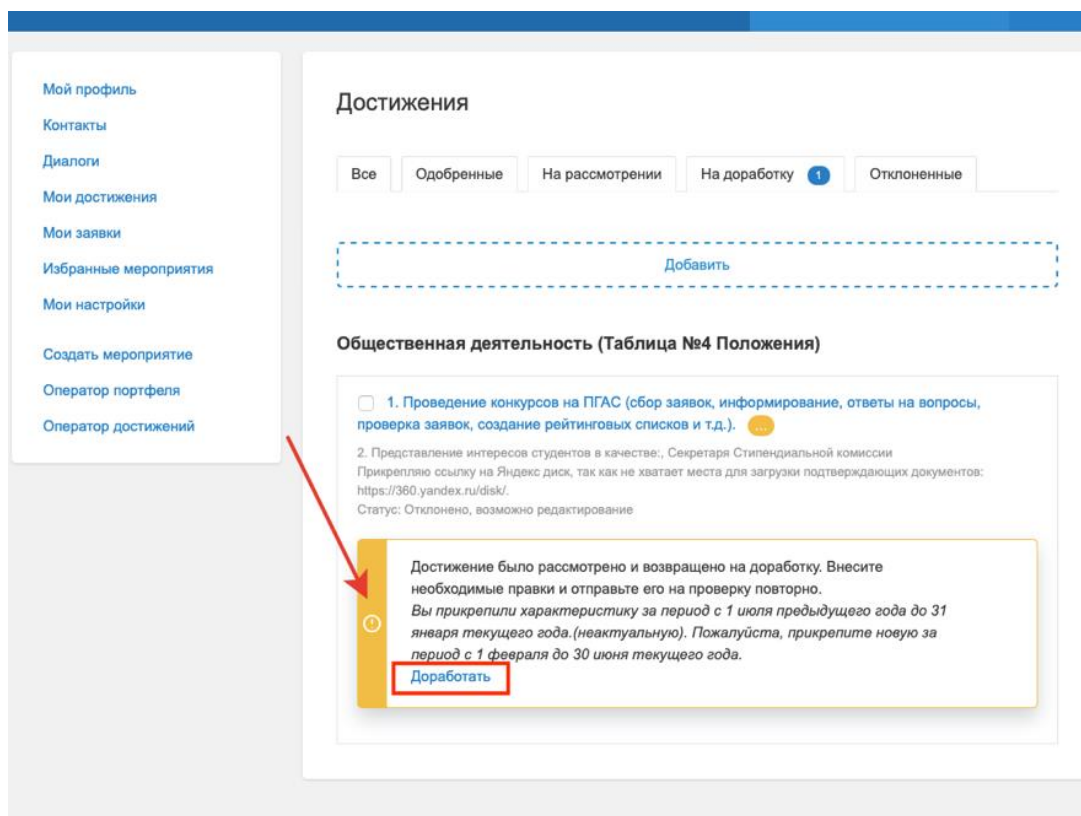 Мой профиль
Контакты
Диалоги
Мои достижения
Мои заявки
Избранные мероприятия
Мои настройки
Создать мероприятие
Оператор портфеля
Оператор достижений
Достижения
Все
Одобренные
На рассмотрении
На доработку 1
Отклоненные
Добавить
Общественная деятельность (Таблица №4 Положения)
1. Проведение конкурсов на ПГАС (сбор заявок, информирование, ответы на вопросы,
проверка заявок, создание рейтинговых списков и т.д.). ...
2. Представление интересов студентов в качестве:, Секретаря Стипендиальной комиссии
Прикрепляю ссылку на Яндекс диск, так как не хватает места для загрузки подтверждающих документов:
https://360.yandex.ru/disk/.
Статус: Отклонено, возможно редактирование
Достижение было рассмотрено и возвращено на доработку. Внесите
необходимые правки и отправьте его на проверку повторно.
Вы прикрепили характеристику за период с 1 июля предыдущего года до 31
января текущего года.(неактуальную). Пожалуйста, прикрепите новую за
период с 1 февраля до 30 июня текущего года.
Доработать